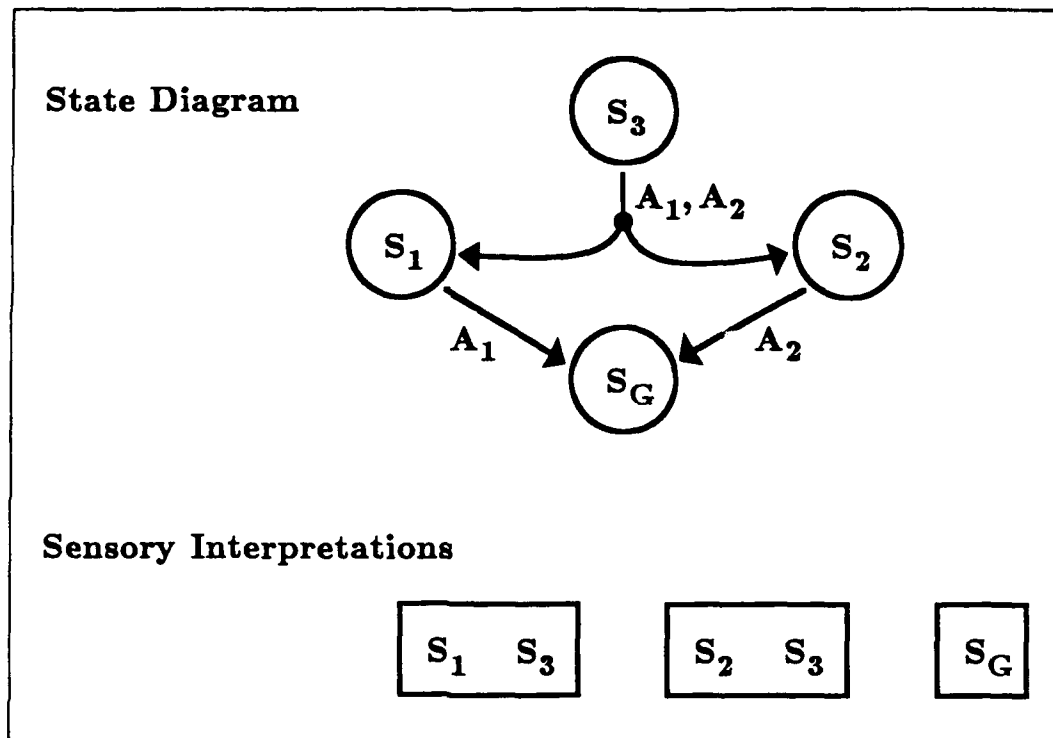 State Diagram
S3
A1, A2
S1
S2
A1
A2
SG
Sensory Interpretations
S1 S3
S2 S3
SG